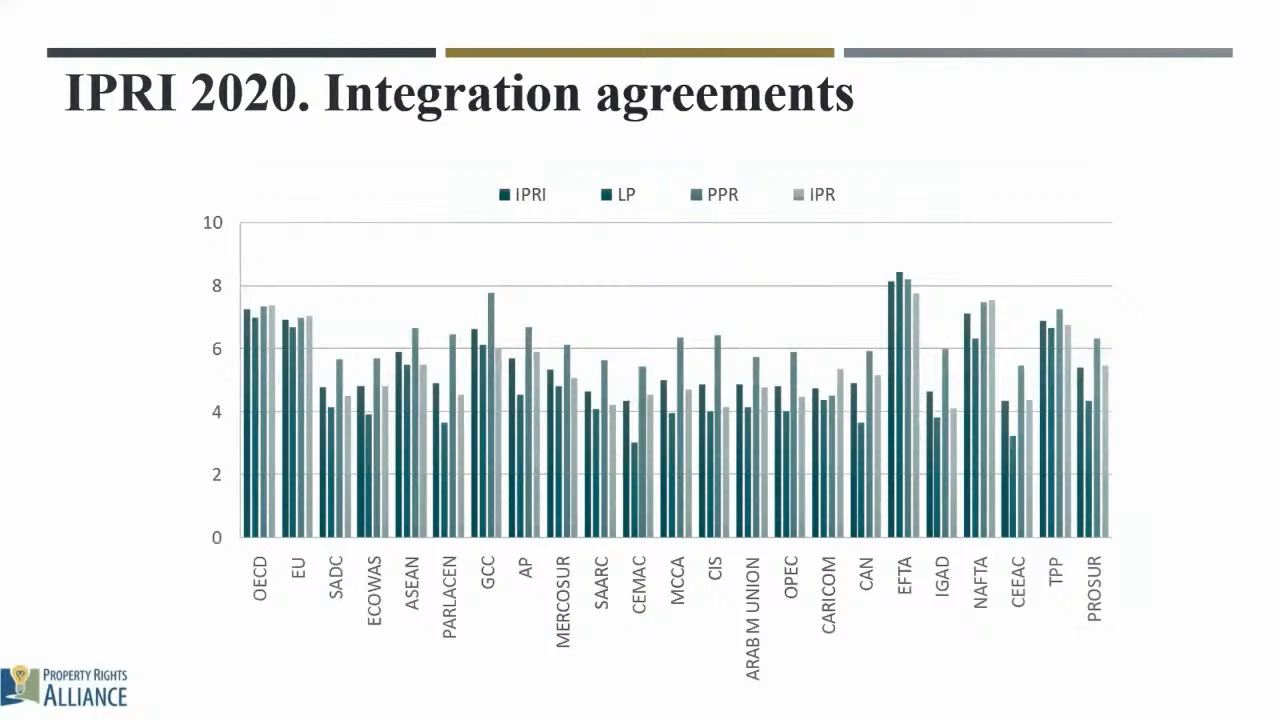 IPRI 2020. Integration agreements
IPRI LP PPR IPR
10
8
6
4
2
0
OECD
EU
SADC
ECOWAS
ASEAN
PARLACEN
GCC
AP
MERCOSUR
SAARC
CEMAC
MCCA
CIS
ARAB M UNION
OPEC
CARICOM
CAN
EFTA
IGAD
NAFTA
CEEAC
TPP
PROSUR
PROPERTY RIGHTS
ALLIANCE